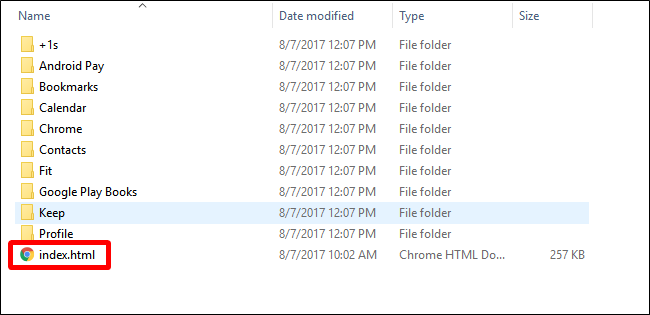 Name Date modified Type Size
+1s 8/7/2017 12:07 PM File folder
Android Pay 8/7/2017 12:07 PM File folder
Bookmarks 8/7/2017 12:07 PM File folder
Calendar 8/7/2017 12:07 PM File folder
Chrome 8/7/2017 12:07 PM File folder
Contacts 8/7/2017 12:07 PM File folder
Fit 8/7/2017 12:07 PM File folder
Google Play Books 8/7/2017 12:07 PM File folder
Keep 8/7/2017 12:07 PM File folder
Profile 8/7/2017 12:07 PM File folder
index.html 8/7/2017 10:02 AM Chrome HTML Do... 257 KB